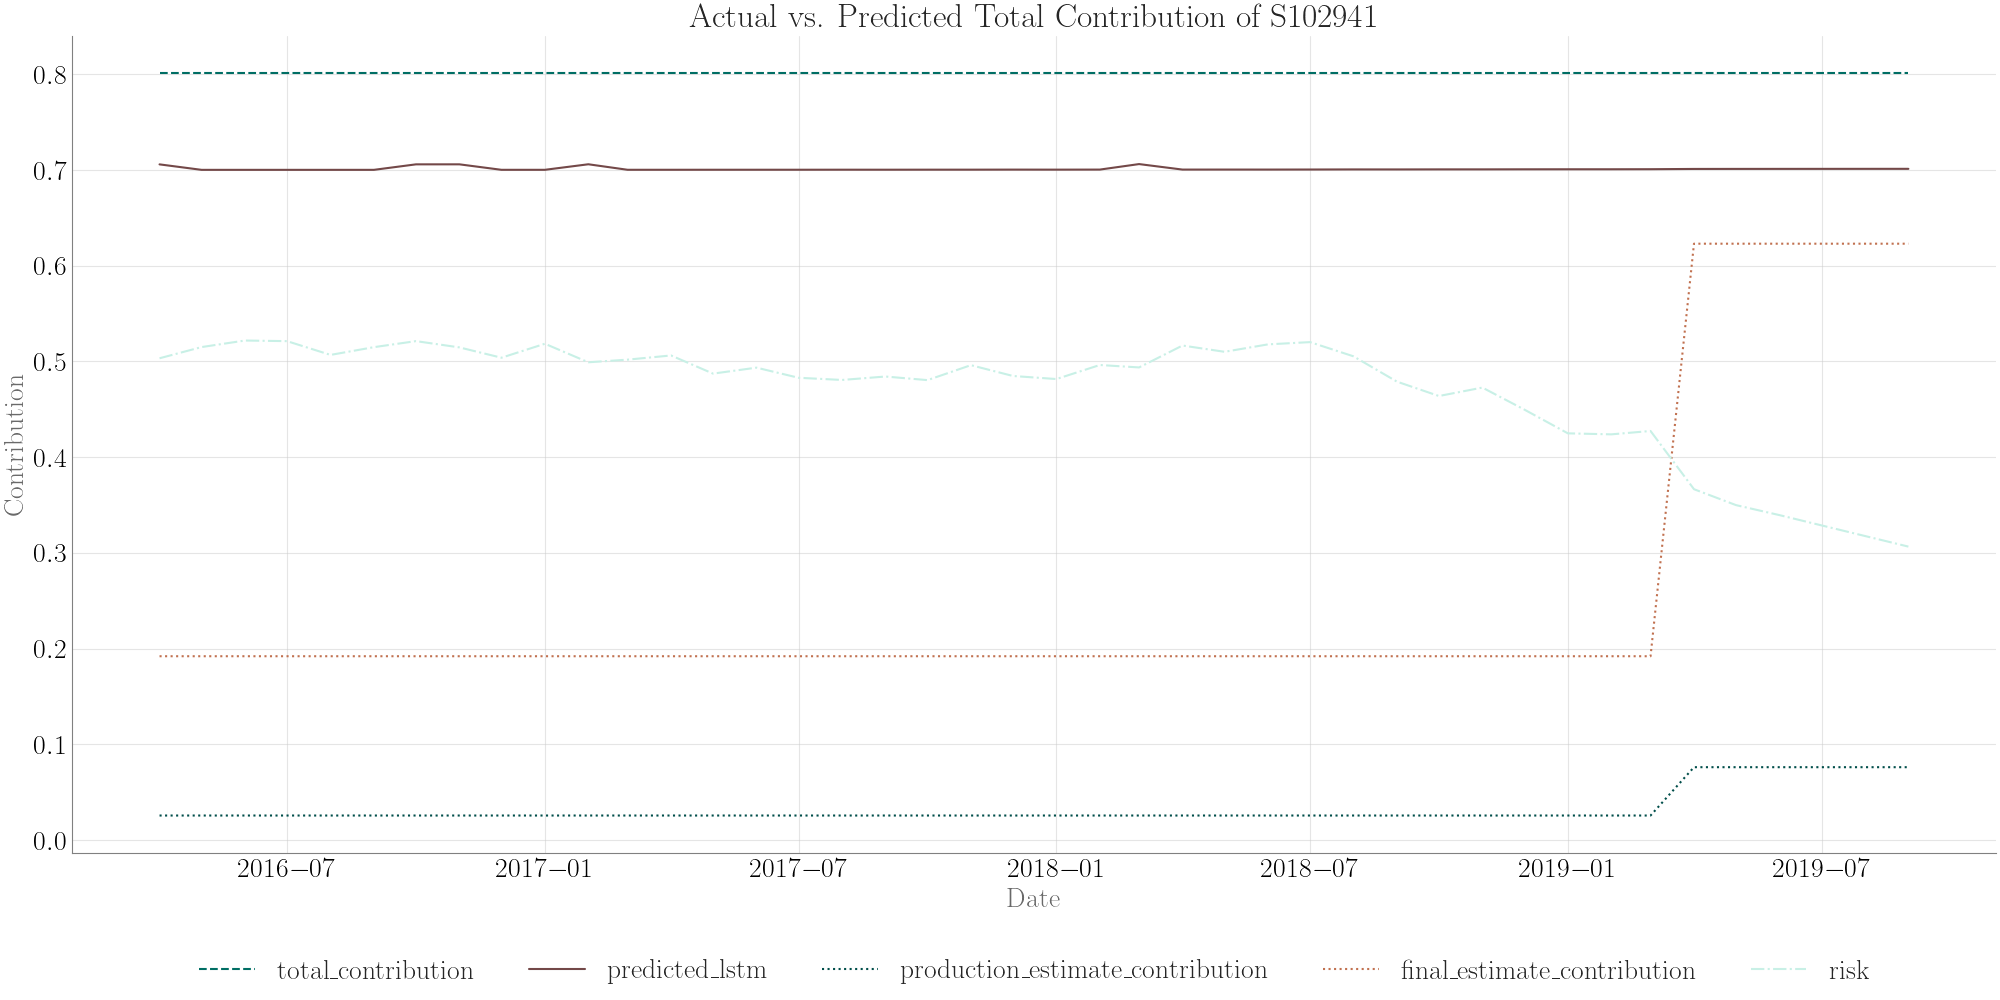 Actual vs. Predicted Total Contribution of S102941
Contribution
0.8
0.7
0.6
0.5
0.4
0.3
0.2
0.1
0.0
2016–07 2017–01 2017–07 2018–01 2018–07 2019–01 2019–07
Date
total_contribution predicted_lstm production_estimate_contribution final_estimate_contribution risk